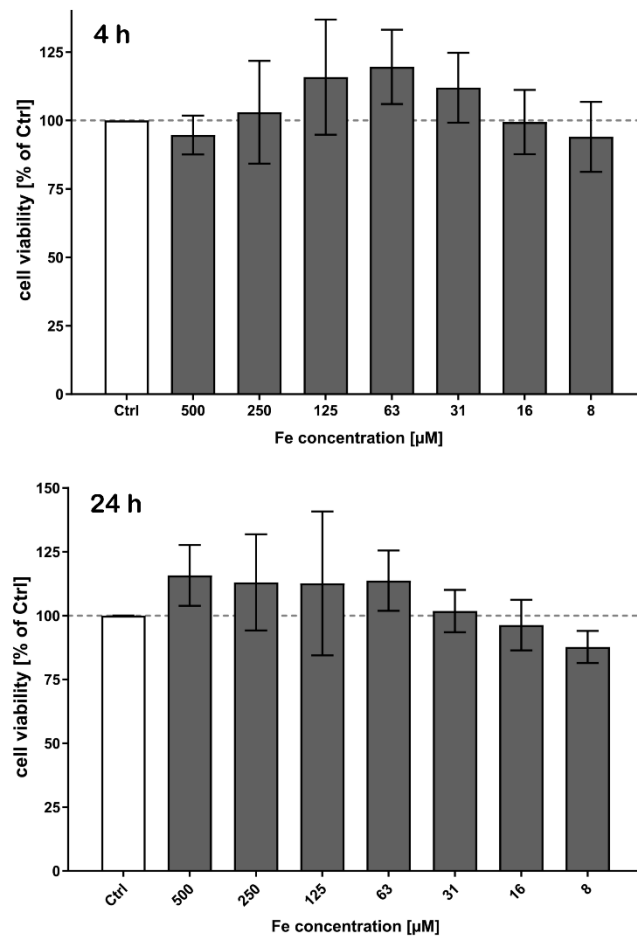 4 h
cell viability [% of Ctrl]
125
100
75
50
25
0
Ctrl 500 250 125 63 31 16 8
Fe concentration [µM]
24 h
cell viability [% of Ctrl]
150
125
100
75
50
25
0
Ctrl 500 250 125 63 31 16 8
Fe concentration [µM]